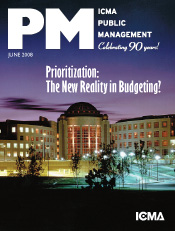 PM
ICMA
PUBLIC
MANAGEMENT
Celebrating 90 years!
JUNE 2008
Prioritization:
The New Reality in Budgeting?
ICMA